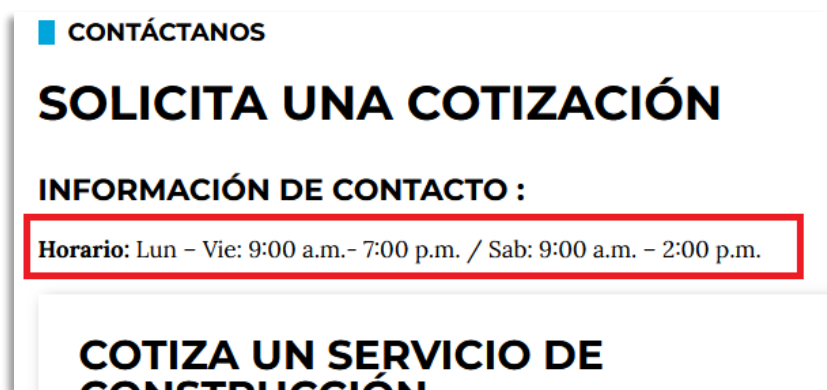 CONTÁCTANOS
SOLICITA UNA COTIZACIÓN
INFORMACIÓN DE CONTACTO :
Horario: Lun – Vie: 9:00 a.m.- 7:00 p.m. / Sab: 9:00 a.m. – 2:00 p.m.
COTIZA UN SERVICIO DE
CONSTRUCCIÓN